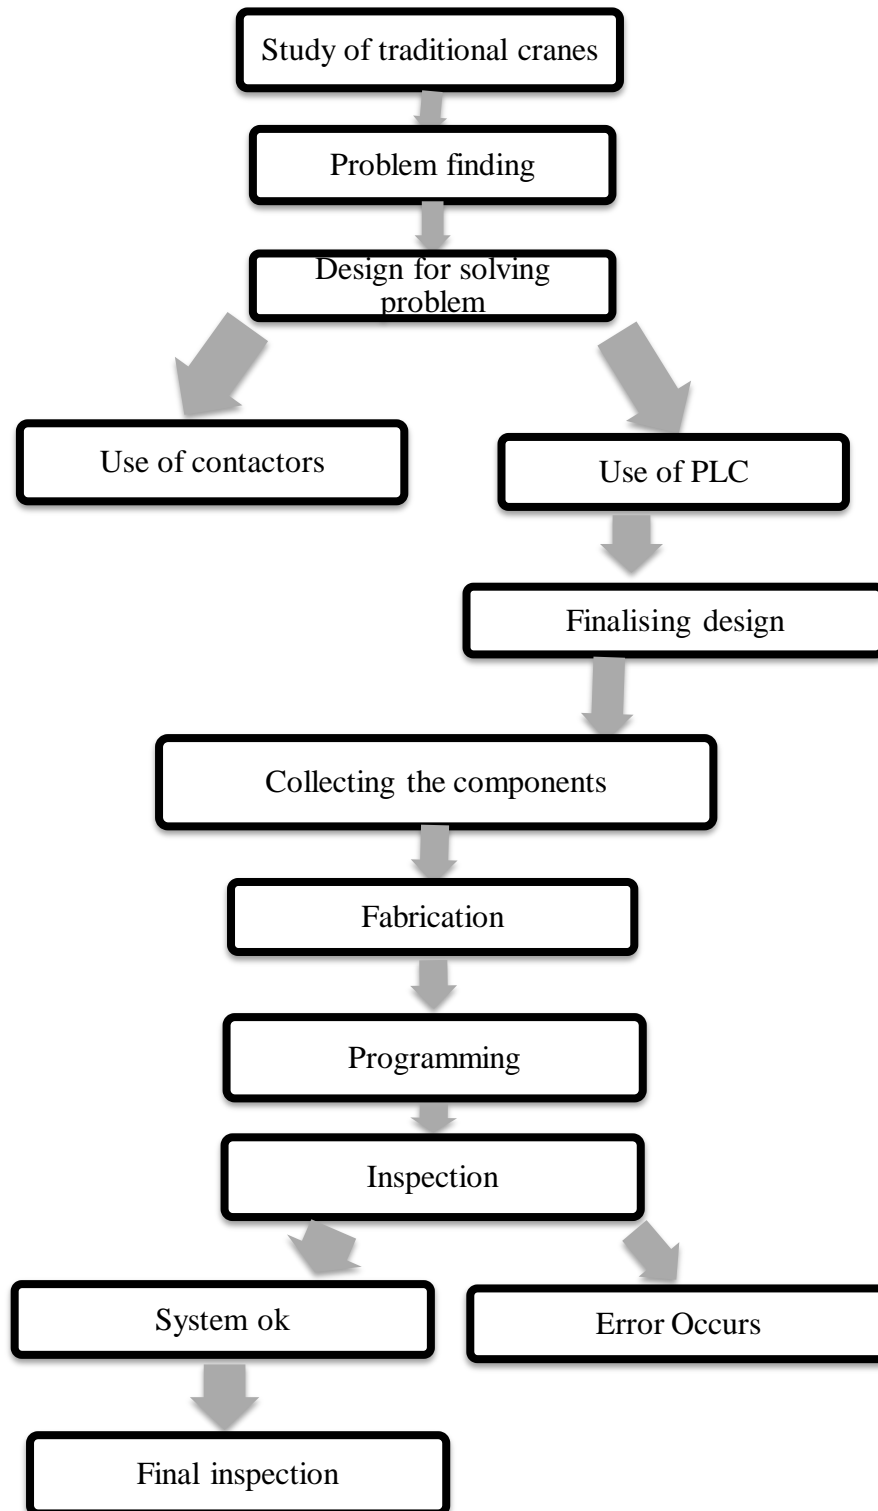 Study of traditional cranes
Problem finding
Design for solving
problem
Use of contactors
Use of PLC
Finalising design
Collecting the components
Fabrication
Programming
Inspection
System ok
Error Occurs
Final inspection